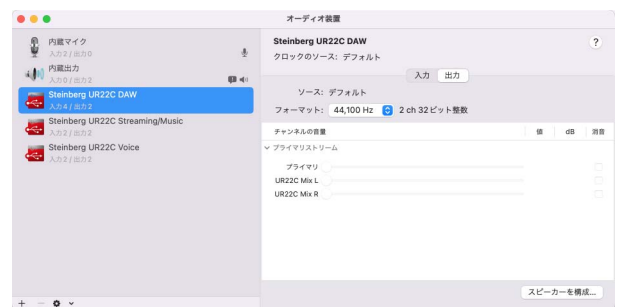 オーディオ装置
内蔵マイク
入力2 / 出力0
内蔵出力
入力0 / 出力2
Steinberg UR22C DAW
入力4 / 出力2
Steinberg UR22C Streaming/Music
入力2 / 出力2
Steinberg UR22C Voice
入力2 / 出力2
+ −
Steinberg UR22C DAW
?
クロックのソース: デフォルト
入力 出力
ソース: デフォルト
フォーマット: 44,100 Hz 2 ch 32ビット整数
チャンネルの音量 値 dB 消音
プライマリストリーム
プライマリ
UR22C Mix L
UR22C Mix R
スピーカーを構成...